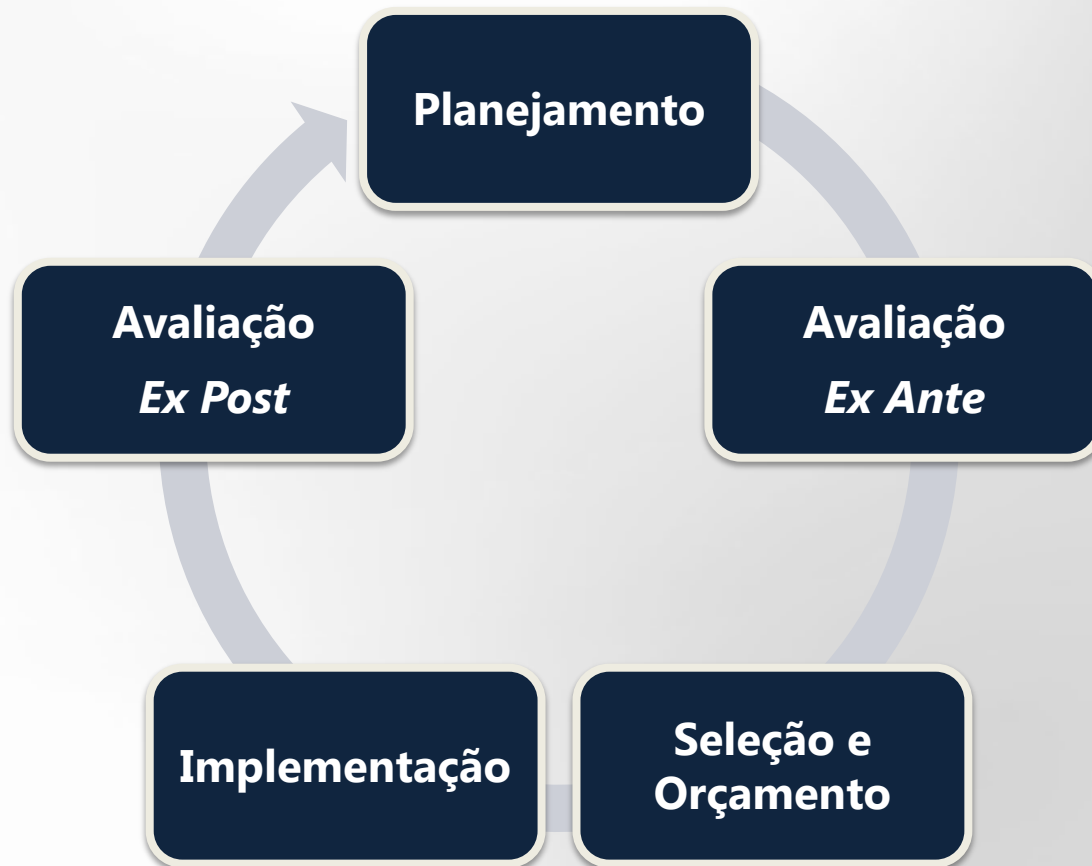 Planejamento
Avaliação
Ex Ante
Seleção e
Orçamento
Implementação
Avaliação
Ex Post